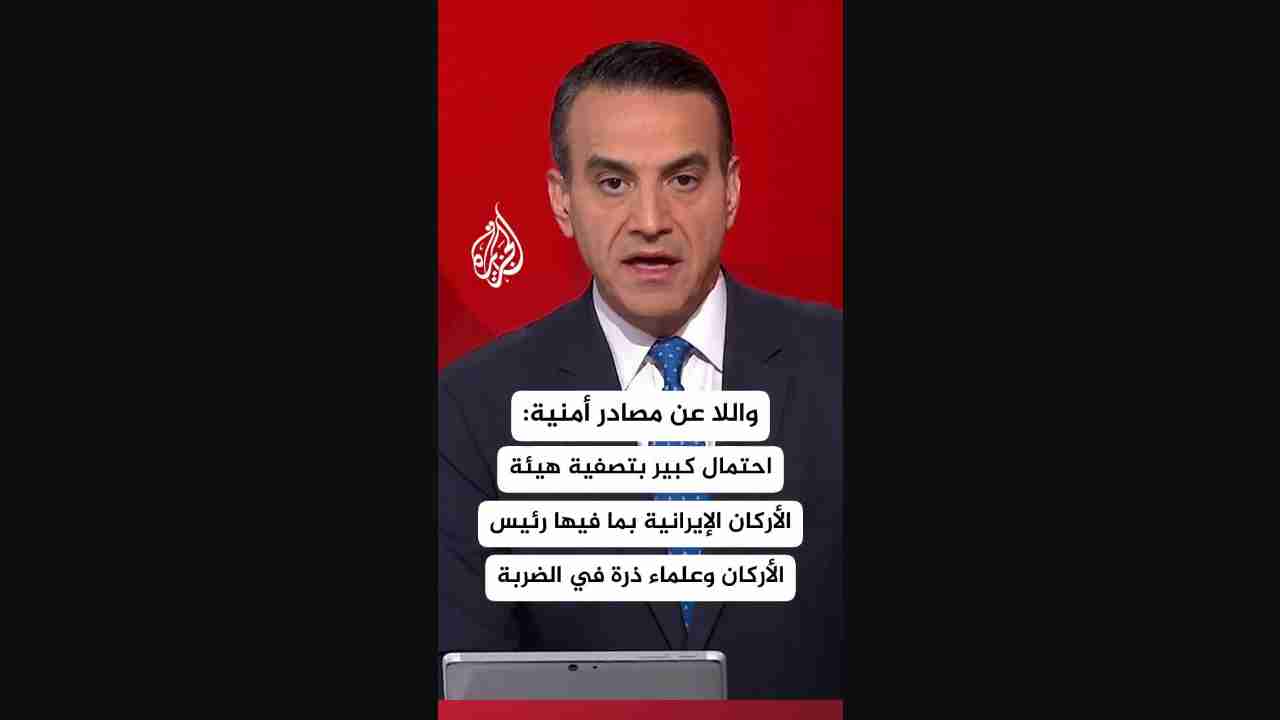 الجزيرة
واللا عن مصادر أمنية:
احتمال كبير بتصفية هيئة
الأركان الإيرانية بما فيها رئيس
الأركان وعلماء ذرة في الضربة